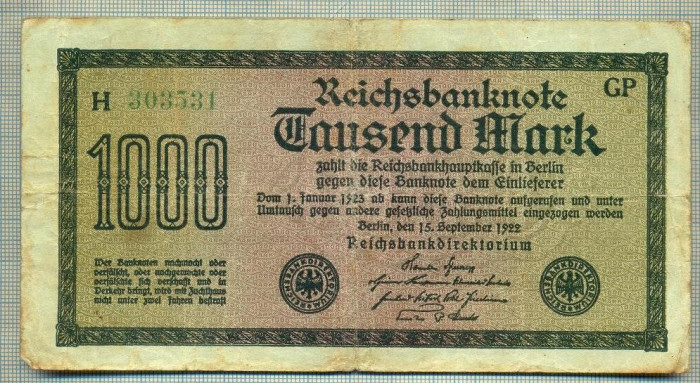 H 303531
GP
Reichsbanknote
Tausend Mark
1000
zahlt die Reichsbankhauptkasse in Berlin
gegen diese Banknote dem Einlieferer
Vom 1. Januar 1923 ab kann diese Banknote aufgerufen und unter
Umtausch gegen andere gesetzliche Zahlungsmittel eingezogen werden
Berlin, den 15. September 1922
Reichsbankdirektorium
Wer Banknoten nachmacht oder
verfälscht, oder nachgemachte oder
verfälschte sich verschafft und in
Verkehr bringt, wird mit Zuchthaus
nicht unter zwei Jahren bestraft
REICHSBANKDIREKTORIUM
REICHSBANKDIREKTORIUM